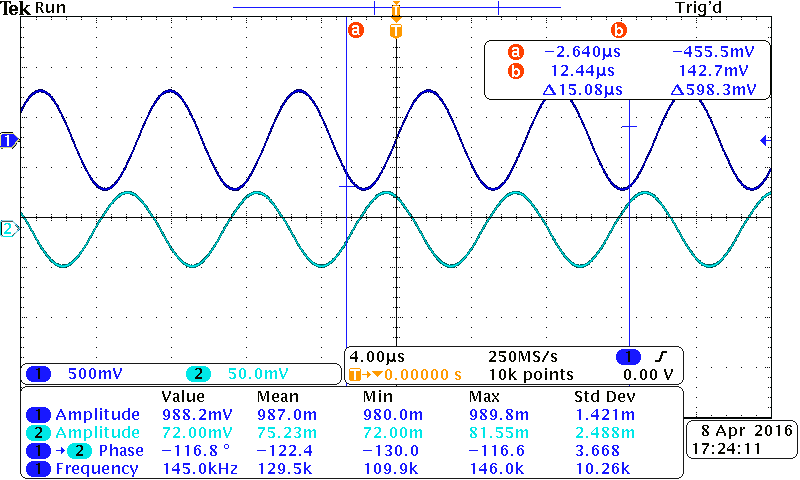 Tek Run Trig'd
T
a b
T
a −2.640µs −455.5mV
b 12.44µs 142.7mV
Δ15.08µs Δ598.3mV
1
2
1 500mV 2 50.0mV
4.00µs 250MS/s 1
T→▼0.00000 s 10k points 0.00 V
Value Mean Min Max Std Dev
1 Amplitude 988.2mV 987.0m 980.0m 989.8m 1.421m
2 Amplitude 72.00mV 75.23m 72.00m 81.55m 2.488m
1 → 2 Phase −116.8 ° −122.4 −130.0 −116.6 3.668
1 Frequency 145.0kHz 129.5k 109.9k 146.0k 10.26k
8 Apr 2016
17:24:11